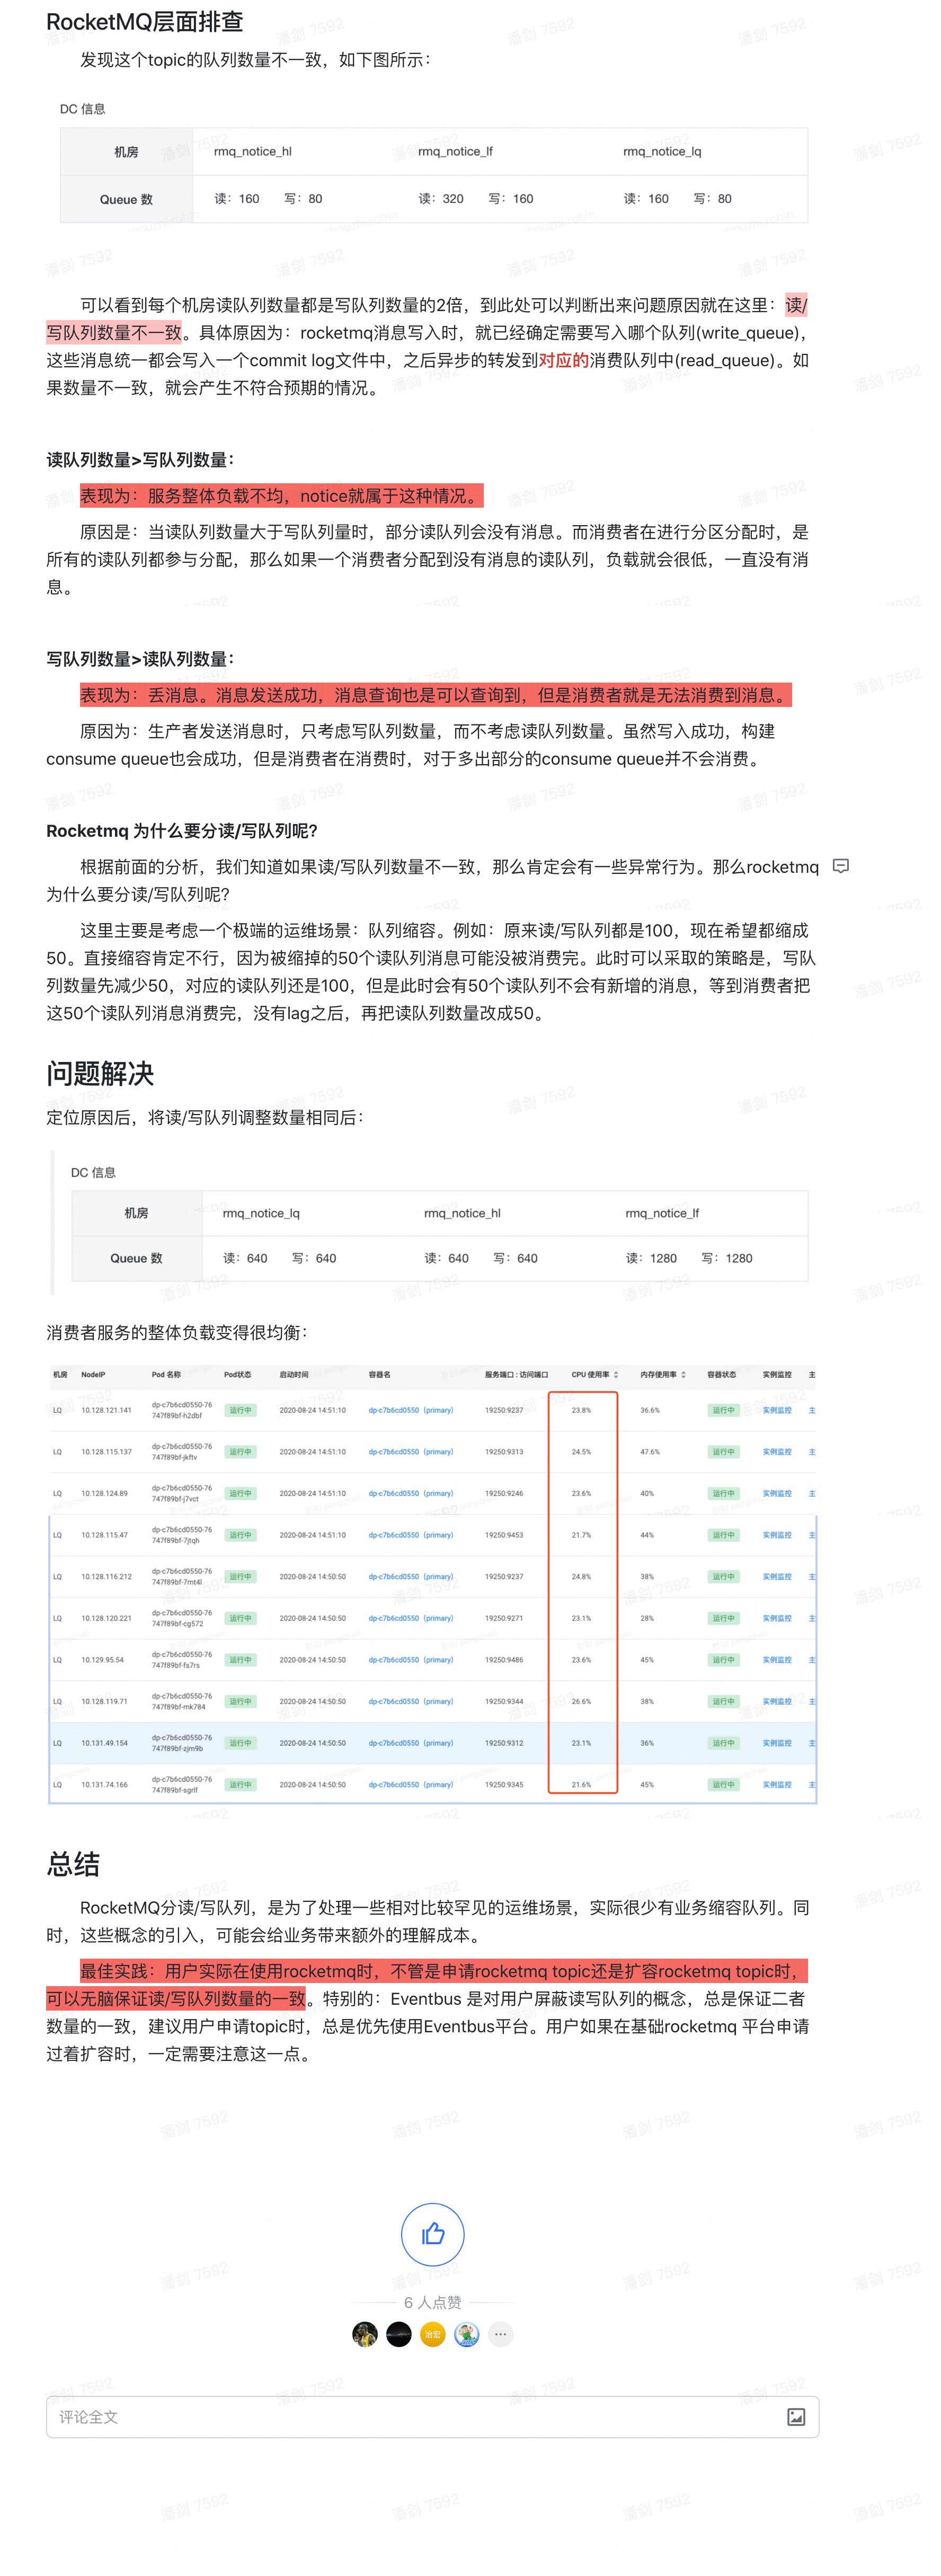 RocketMQ层面排查
发现这个topic的队列数量不一致，如下图所示：
DC 信息
机房 rmq_notice_hl rmq_notice_lf rmq_notice_lq
Queue 数 读：160 写：80 读：320 写：160 读：160 写：80
可以看到每个机房读队列数量都是写队列数量的2倍，到此处可以判断出来问题原因就在这里：读/
写队列数量不一致。具体原因为：rocketmq消息写入时，就已经确定需要写入哪个队列(write_queue)，
这些消息统一都会写入一个commit log文件中，之后异步的转发到对应的消费队列中(read_queue)。如
果数量不一致，就会产生不符合预期的情况。
读队列数量>写队列数量：
表现为：服务整体负载不均，notice就属于这种情况。
原因是：当读队列数量大于写队列量时，部分读队列会没有消息。而消费者在进行分区分配时，是
所有的读队列都参与分配，那么如果一个消费者分配到没有消息的读队列，负载就会很低，一直没有消
息。
写队列数量>读队列数量：
表现为：丢消息。消息发送成功，消息查询也是可以查询到，但是消费者就是无法消费到消息。
原因为：生产者发送消息时，只考虑写队列数量，而不考虑读队列数量。虽然写入成功，构建
consume queue也会成功，但是消费者在消费时，对于多出部分的consume queue并不会消费。
Rocketmq 为什么要分读/写队列呢？
根据前面的分析，我们知道如果读/写队列数量不一致，那么肯定会有一些异常行为。那么rocketmq
为什么要分读/写队列呢？
这里主要是考虑一个极端的运维场景：队列缩容。例如：原来读/写队列都是100，现在希望都缩成
50。直接缩容肯定不行，因为被缩掉的50个读队列消息可能没被消费完。此时可以采取的策略是，写队
列数量先减少50，对应的读队列还是100，但是此时会有50个读队列不会有新增的消息，等到消费者把
这50个读队列消息消费完，没有lag之后，再把读队列数量改成50。
问题解决
定位原因后，将读/写队列调整数量相同后：
DC 信息
机房 rmq_notice_lq rmq_notice_hl rmq_notice_lf
Queue 数 读：640 写：640 读：640 写：640 读：1280 写：1280
消费者服务的整体负载变得很均衡：
机房 NodeIP Pod 名称 Pod状态 启动时间 容器名 服务端口 : 访问端口 CPU 使用率 内存使用率 容器状态 实例监控 主
LQ 10.128.121.141 dp-c7b6cd0550-76 运行中 2020-08-24 14:51:10 dp-c7b6cd0550（primary） 19250:9237 23.8% 36.6% 运行中 实例监控 主
747f89bf-h2dbf
LQ 10.128.115.137 dp-c7b6cd0550-76 运行中 2020-08-24 14:51:10 dp-c7b6cd0550（primary） 19250:9313 24.5% 47.6% 运行中 实例监控 主
747f89bf-jkftv
LQ 10.128.124.89 dp-c7b6cd0550-76 运行中 2020-08-24 14:51:10 dp-c7b6cd0550（primary） 19250:9246 23.6% 40% 运行中 实例监控 主
747f89bf-j7vct
LQ 10.128.115.47 dp-c7b6cd0550-76 运行中 2020-08-24 14:51:10 dp-c7b6cd0550（primary） 19250:9453 21.7% 44% 运行中 实例监控 主
747f89bf-7jtqh
LQ 10.128.116.212 dp-c7b6cd0550-76 运行中 2020-08-24 14:50:50 dp-c7b6cd0550（primary） 19250:9237 24.8% 38% 运行中 实例监控 主
747f89bf-7mt4l
LQ 10.128.120.221 dp-c7b6cd0550-76 运行中 2020-08-24 14:50:50 dp-c7b6cd0550（primary） 19250:9271 23.1% 28% 运行中 实例监控 主
747f89bf-cg572
LQ 10.129.95.54 dp-c7b6cd0550-76 运行中 2020-08-24 14:50:50 dp-c7b6cd0550（primary） 19250:9486 23.6% 45% 运行中 实例监控 主
747f89bf-fs7rs
LQ 10.128.119.71 dp-c7b6cd0550-76 运行中 2020-08-24 14:50:50 dp-c7b6cd0550（primary） 19250:9344 26.6% 38% 运行中 实例监控 主
747f89bf-mk784
LQ 10.131.49.154 dp-c7b6cd0550-76 运行中 2020-08-24 14:50:50 dp-c7b6cd0550（primary） 19250:9312 23.1% 36% 运行中 实例监控 主
747f89bf-zjm9b
LQ 10.131.74.166 dp-c7b6cd0550-76 运行中 2020-08-24 14:50:50 dp-c7b6cd0550（primary） 19250:9345 21.6% 45% 运行中 实例监控 主
747f89bf-sgrlf
总结
RocketMQ分读/写队列，是为了处理一些相对比较罕见的运维场景，实际很少有业务缩容队列。同
时，这些概念的引入，可能会给业务带来额外的理解成本。
最佳实践：用户实际在使用rocketmq时，不管是申请rocketmq topic还是扩容rocketmq topic时，
可以无脑保证读/写队列数量的一致。特别的：Eventbus 是对用户屏蔽读写队列的概念，总是保证二者
数量的一致，建议用户申请topic时，总是优先使用Eventbus平台。用户如果在基础rocketmq 平台申请
过着扩容时，一定需要注意这一点。
6 人点赞
治宏
评论全文
潘剑 7592